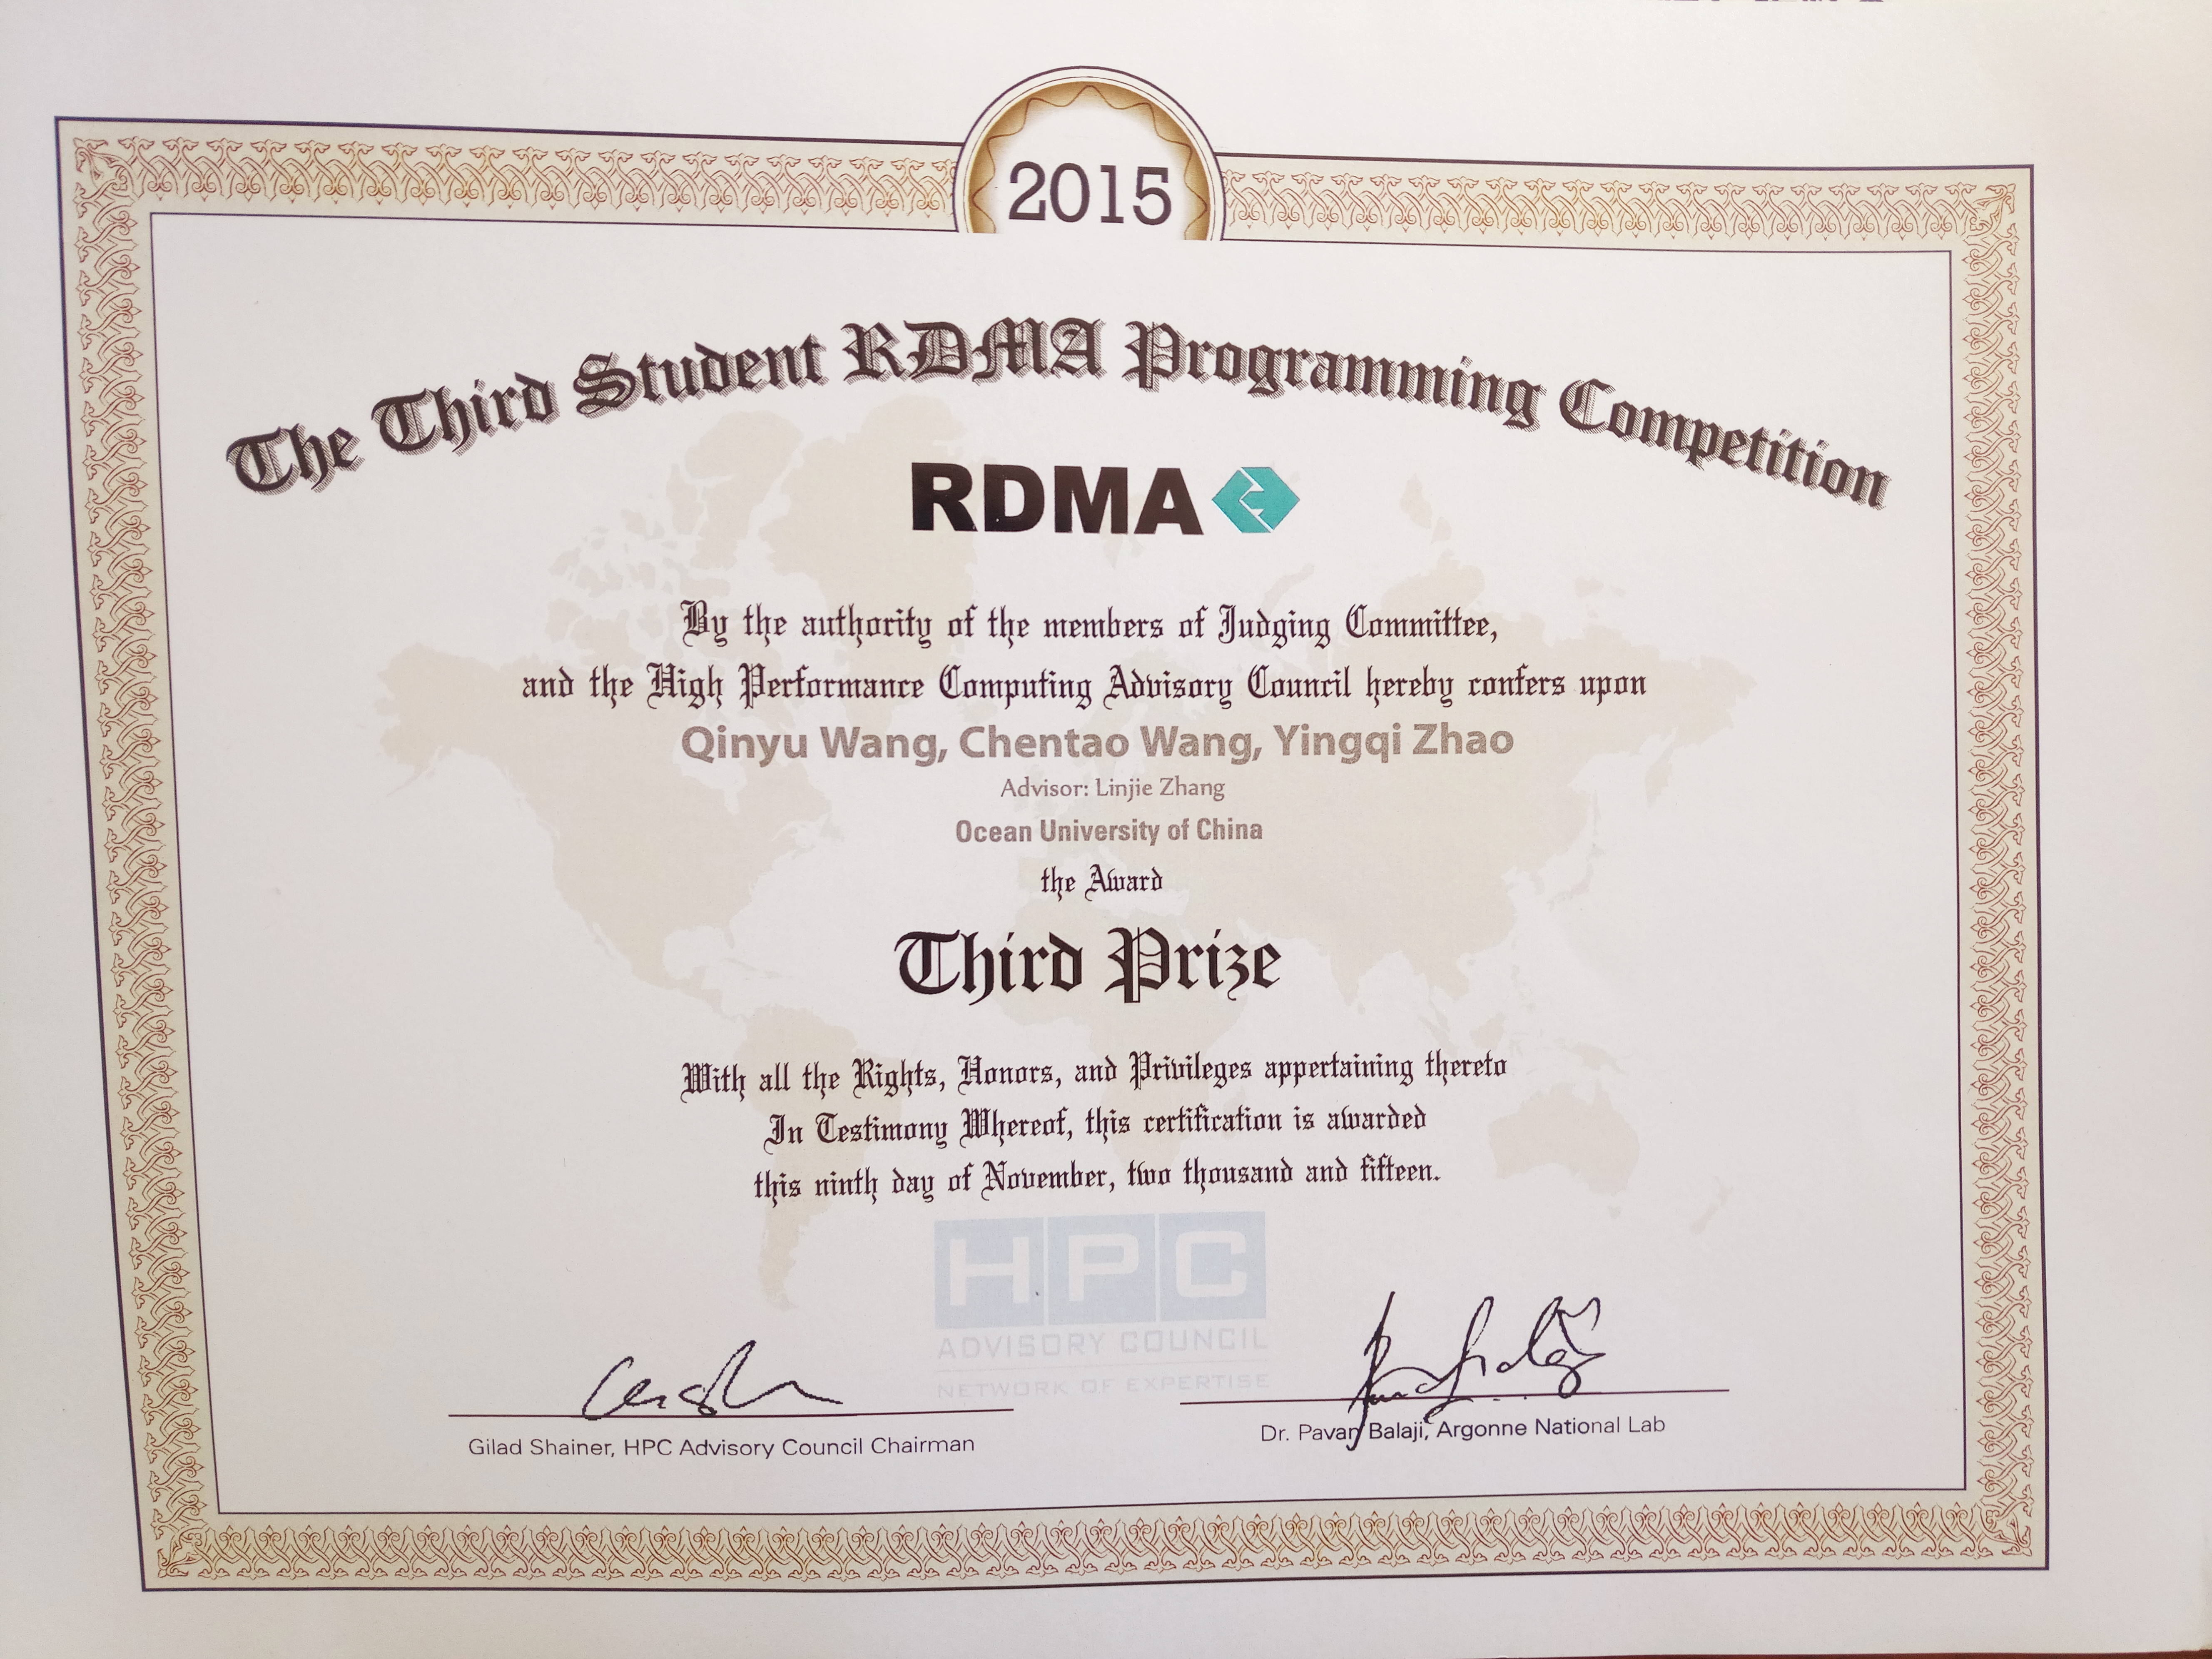 2015
The Third Student RDMA Programming Competition
RDMA
By the authority of the members of Judging Committee,
and the High Performance Computing Advisory Council hereby confers upon
Qinyu Wang, Chentao Wang, Yingqi Zhao
Advisor: Linjie Zhang
Ocean University of China
the Award
Third Prize
With all the Rights, Honors, and Privileges appertaining thereto
In Testimony Whereof, this certification is awarded
this ninth day of November, two thousand and fifteen.
HPC
ADVISORY COUNCIL
NETWORK OF EXPERTISE
Gilad Shainer, HPC Advisory Council Chairman
Dr. Pavan Balaji, Argonne National Lab